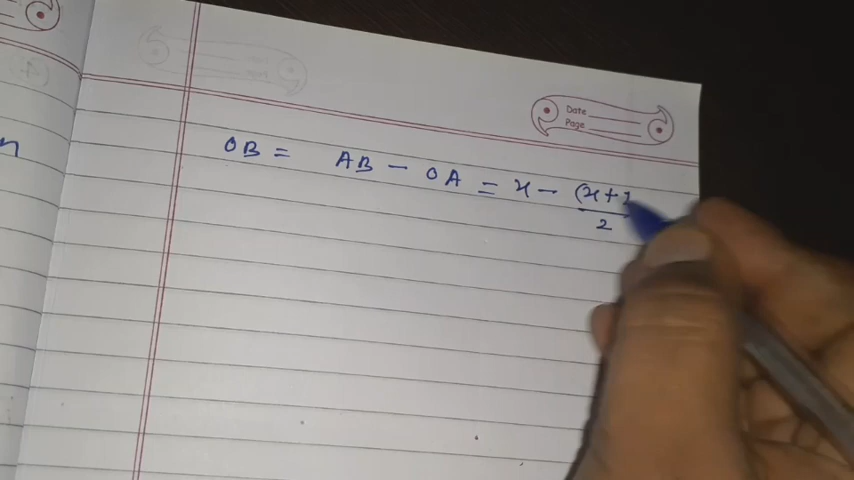 Date
Page
OB = AB - OA = x - (x+1
2
n